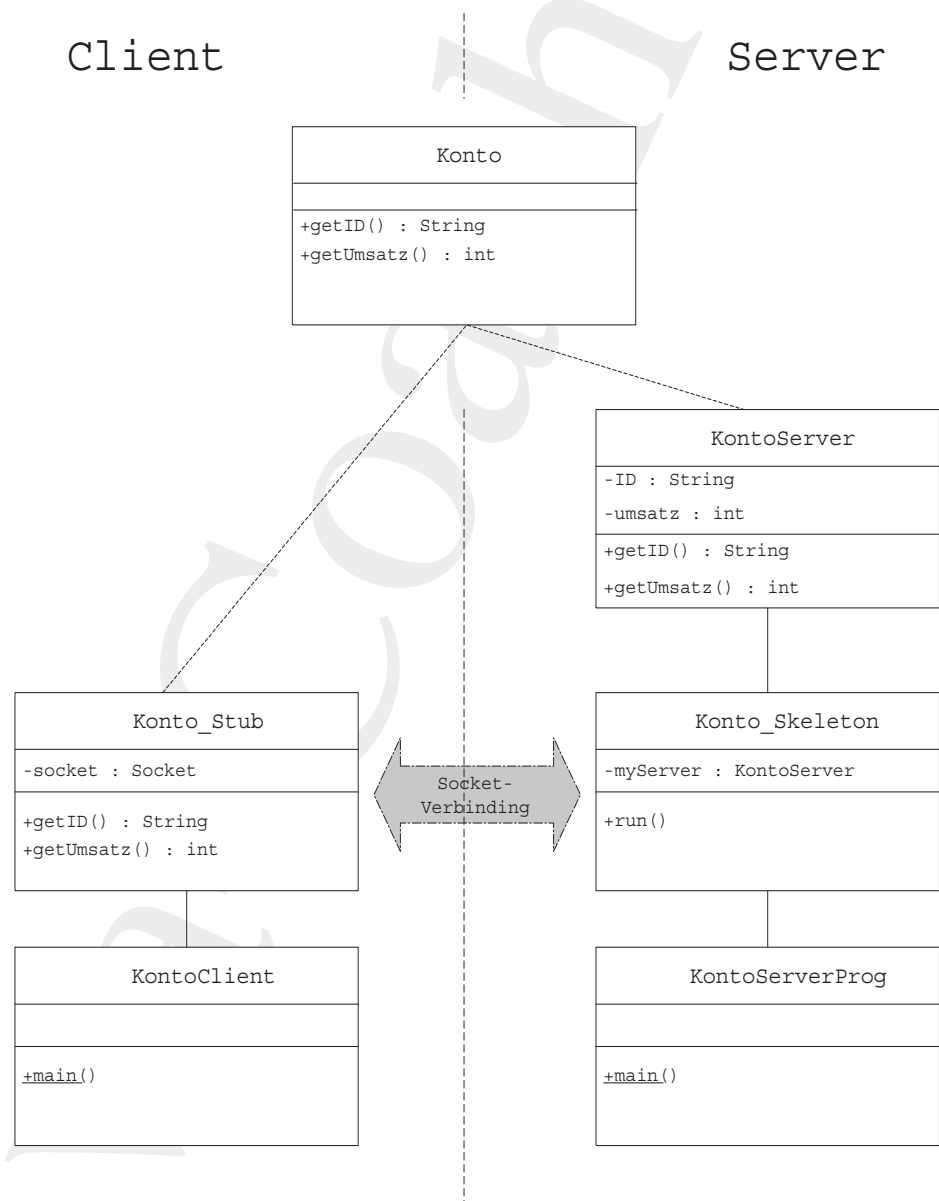 Client
Server
Konto
+getID() : String
+getUmsatz() : int
KontoServer
-ID : String
-umsatz : int
+getID() : String
+getUmsatz() : int
Konto_Stub
-socket : Socket
+getID() : String
+getUmsatz() : int
Socket-
Verbinding
Konto_Skeleton
-myServer : KontoServer
+run()
KontoClient
+main()
KontoServerProg
+main()